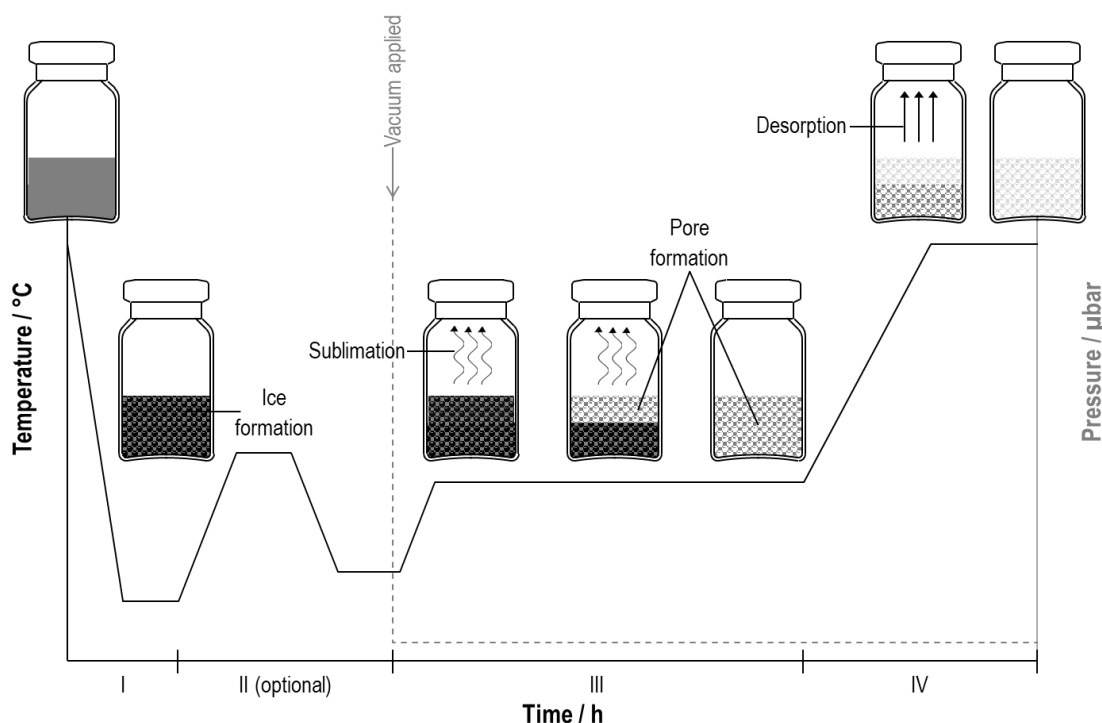 Vacuum applied
Desorption
Pore
formation
Sublimation
Ice
formation
Temperature / °C
Pressure / µbar
I
II (optional)
III
IV
Time / h